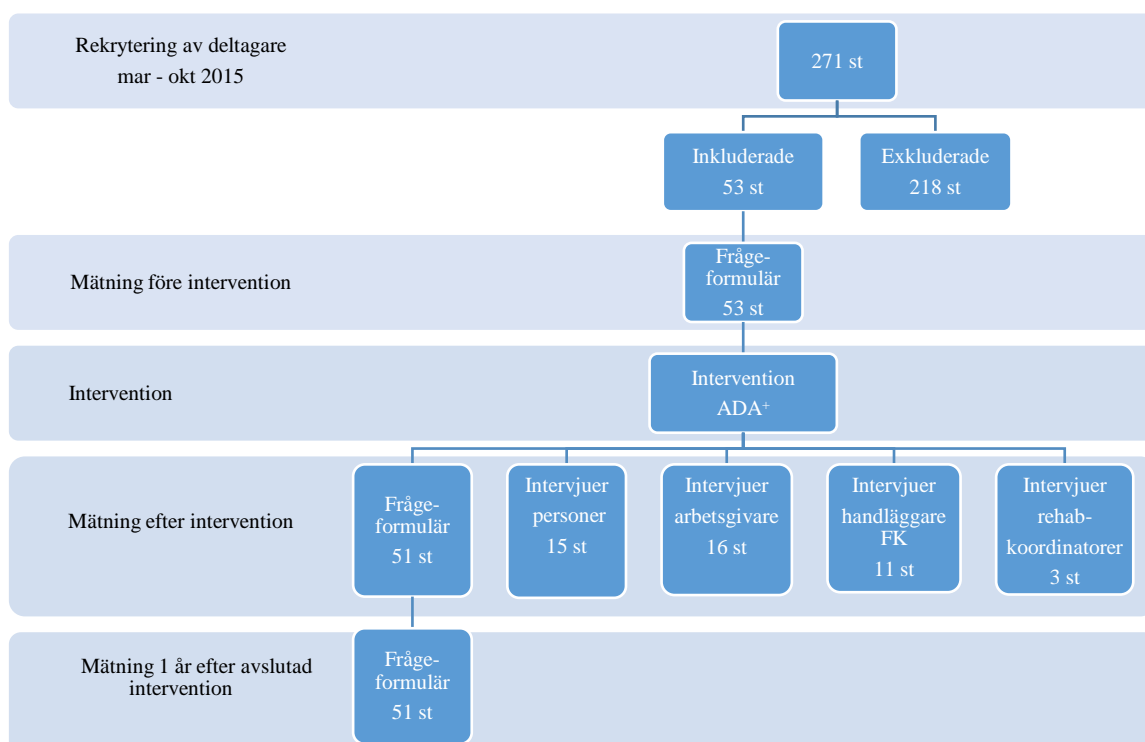 Rekrytering av deltagare
mar - okt 2015
271 st
Inkluderade
53 st
Exkluderade
218 st
Mätning före intervention
Fråge-
formulär
53 st
Intervention
Intervention
ADA⁺
Mätning efter intervention
Fråge-
formulär
51 st
Intervjuer
personer
15 st
Intervjuer
arbetsgivare
16 st
Intervjuer
handläggare
FK
11 st
Intervjuer
rehab-
koordinatorer
3 st
Mätning 1 år efter avslutad
intervention
Fråge-
formulär
51 st